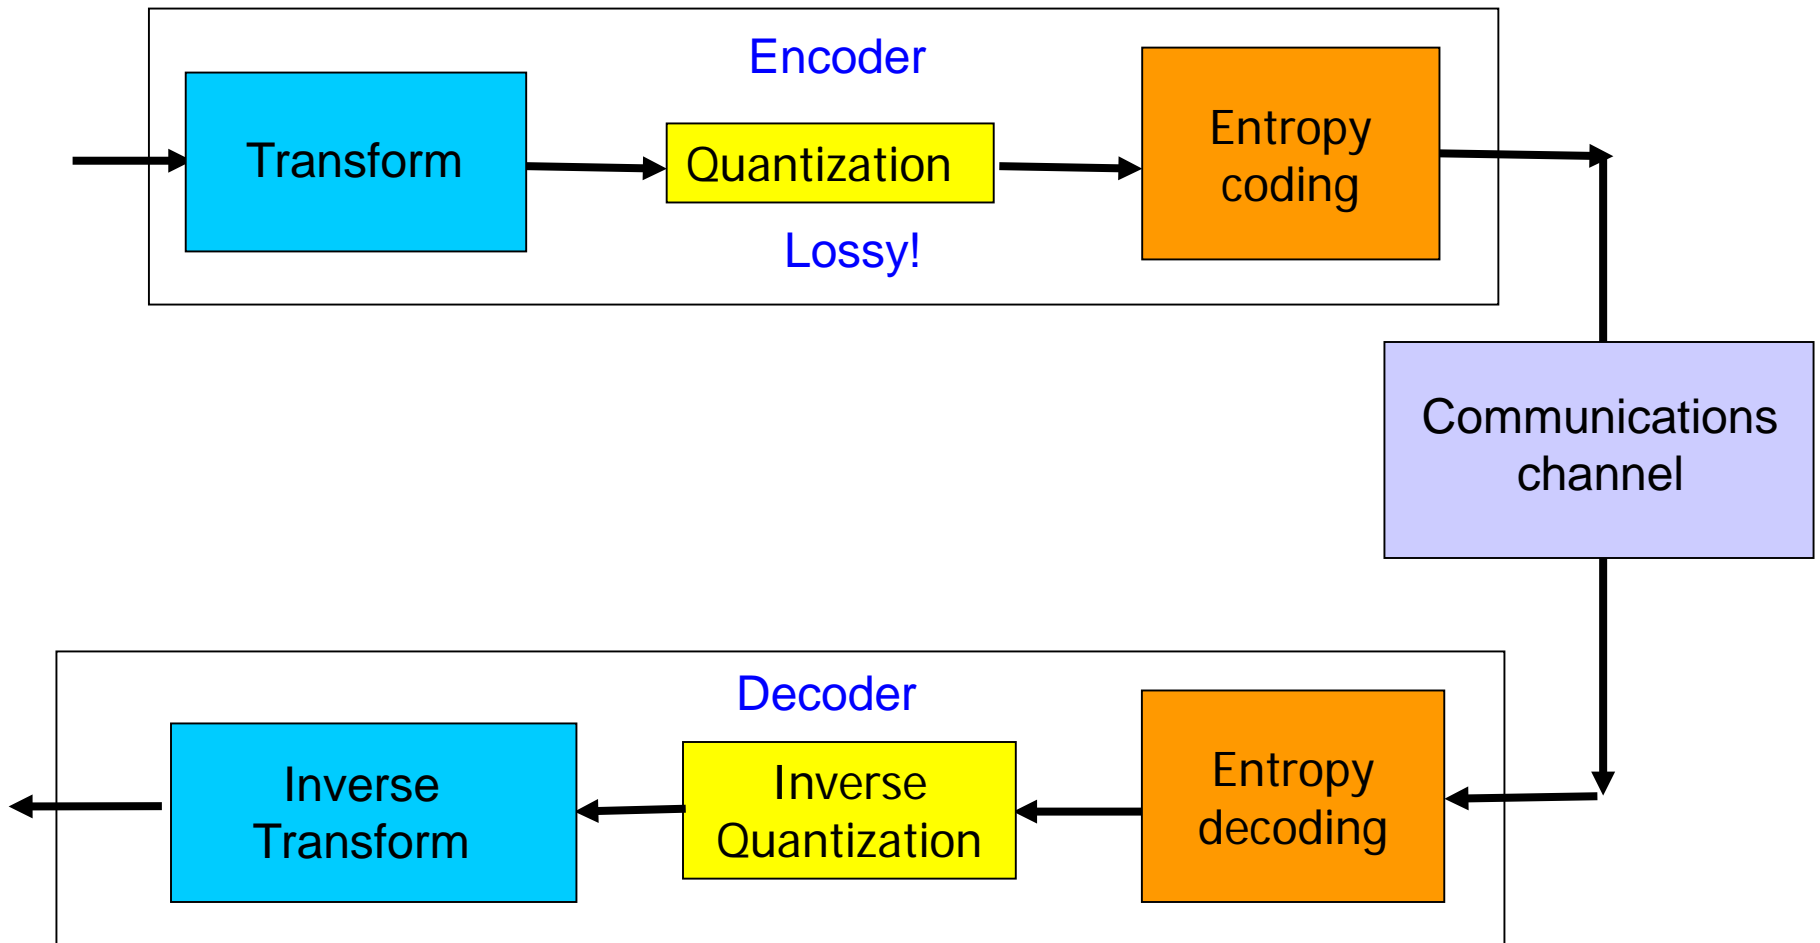 Encoder
Transform
Quantization
Entropy
coding
Lossy!
Communications
channel
Decoder
Inverse
Transform
Inverse
Quantization
Entropy
decoding